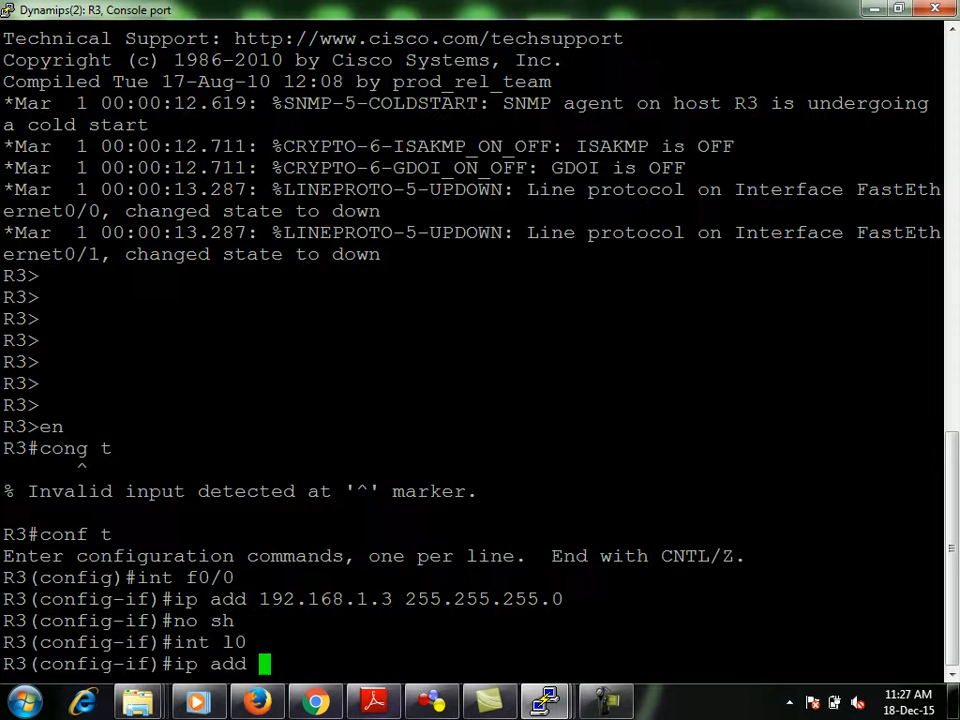 Dynamips(2): R3, Console port
Technical Support: http://www.cisco.com/techsupport
Copyright (c) 1986-2010 by Cisco Systems, Inc.
Compiled Tue 17-Aug-10 12:08 by prod_rel_team
*Mar  1 00:00:12.619: %SNMP-5-COLDSTART: SNMP agent on host R3 is undergoing
a cold start
*Mar  1 00:00:12.711: %CRYPTO-6-ISAKMP_ON_OFF: ISAKMP is OFF
*Mar  1 00:00:12.711: %CRYPTO-6-GDOI_ON_OFF: GDOI is OFF
*Mar  1 00:00:13.287: %LINEPROTO-5-UPDOWN: Line protocol on Interface FastEth
ernet0/0, changed state to down
*Mar  1 00:00:13.287: %LINEPROTO-5-UPDOWN: Line protocol on Interface FastEth
ernet0/1, changed state to down
R3>
R3>
R3>
R3>
R3>
R3>
R3>
R3>en
R3#cong t
^
% Invalid input detected at '^' marker.
R3#conf t
Enter configuration commands, one per line.  End with CNTL/Z.
R3(config)#int f0/0
R3(config-if)#ip add 192.168.1.3 255.255.255.0
R3(config-if)#no sh
R3(config-if)#int l0
R3(config-if)#ip add
11:27 AM
18-Dec-15